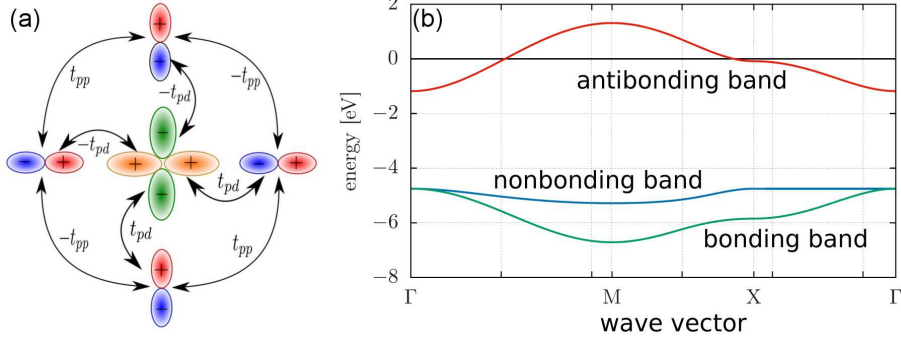 (a)
+
+
t_pp
-t_pp
-t_pd
−
− + -t_pd + + − +
t_pd
−
-t_pp
t_pd
t_pp
+
+
(b)
2
0
−2
−4
−6
−8
energy [eV]
antibonding band
nonbonding band
bonding band
Γ M X Γ
wave vector